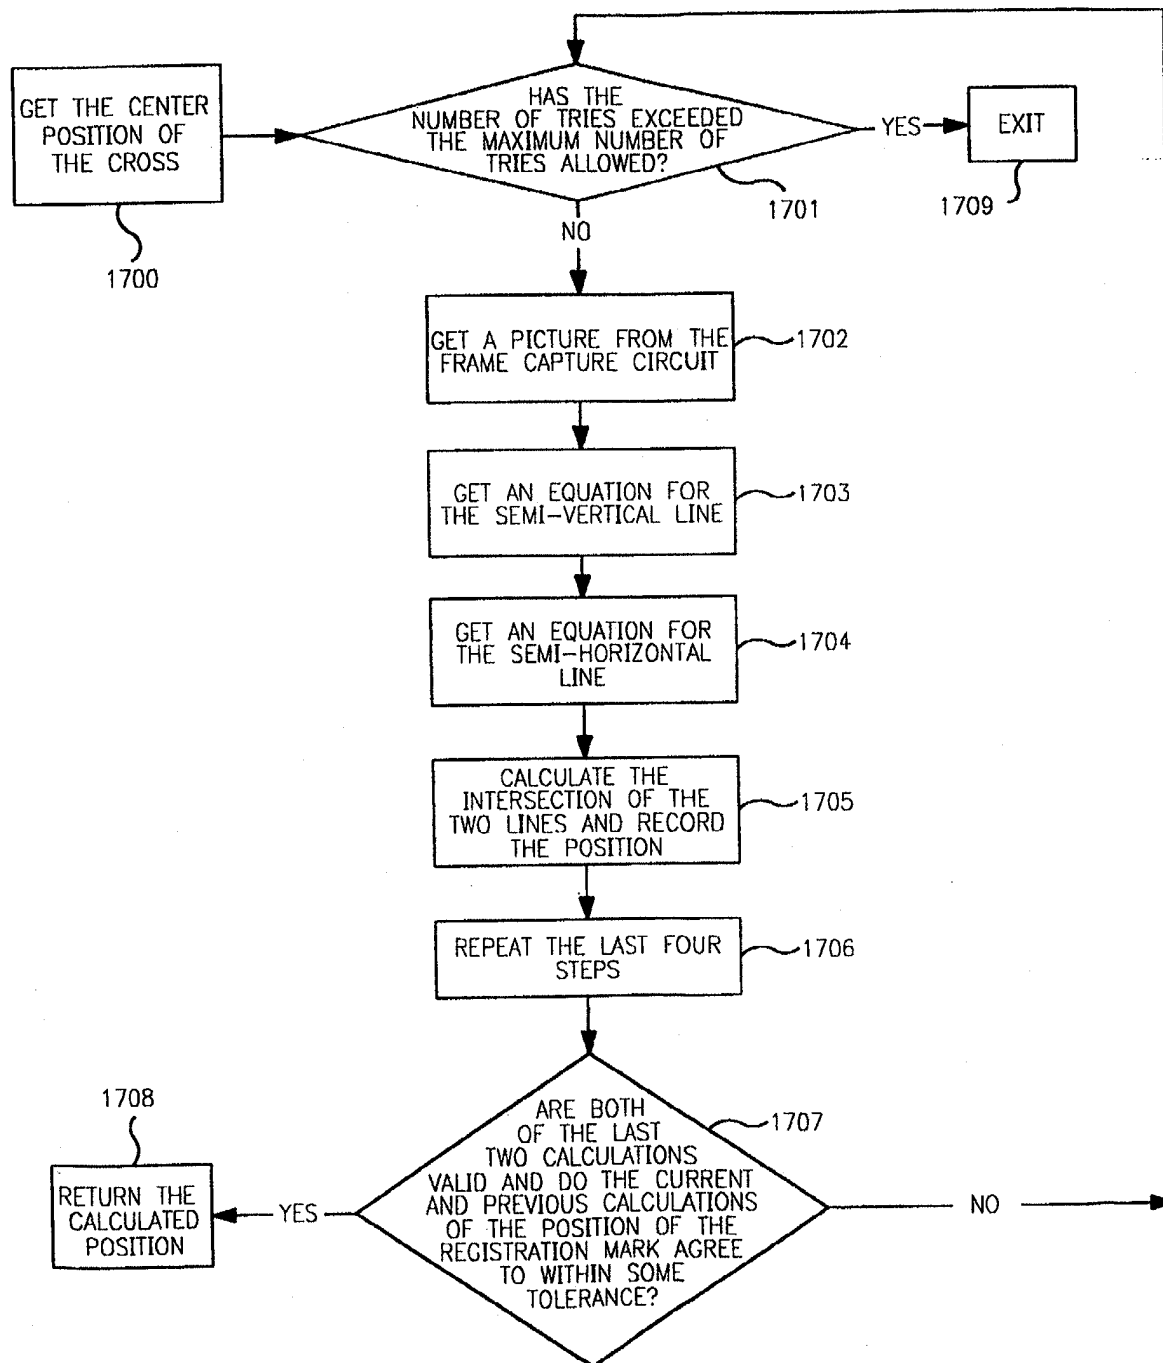 GET THE CENTER
POSITION OF
THE CROSS
1700
HAS THE
NUMBER OF TRIES EXCEEDED
THE MAXIMUM NUMBER OF
TRIES ALLOWED?
1701
YES
EXIT
1709
NO
GET A PICTURE FROM THE
FRAME CAPTURE CIRCUIT
1702
GET AN EQUATION FOR
THE SEMI-VERTICAL LINE
1703
GET AN EQUATION FOR
THE SEMI-HORIZONTAL
LINE
1704
CALCULATE THE
INTERSECTION OF THE
TWO LINES AND RECORD
THE POSITION
1705
REPEAT THE LAST FOUR
STEPS
1706
ARE BOTH
OF THE LAST
TWO CALCULATIONS
VALID AND DO THE CURRENT
AND PREVIOUS CALCULATIONS
OF THE POSITION OF THE
REGISTRATION MARK AGREE
TO WITHIN SOME
TOLERANCE?
1707
NO
YES
1708
RETURN THE
CALCULATED
POSITION